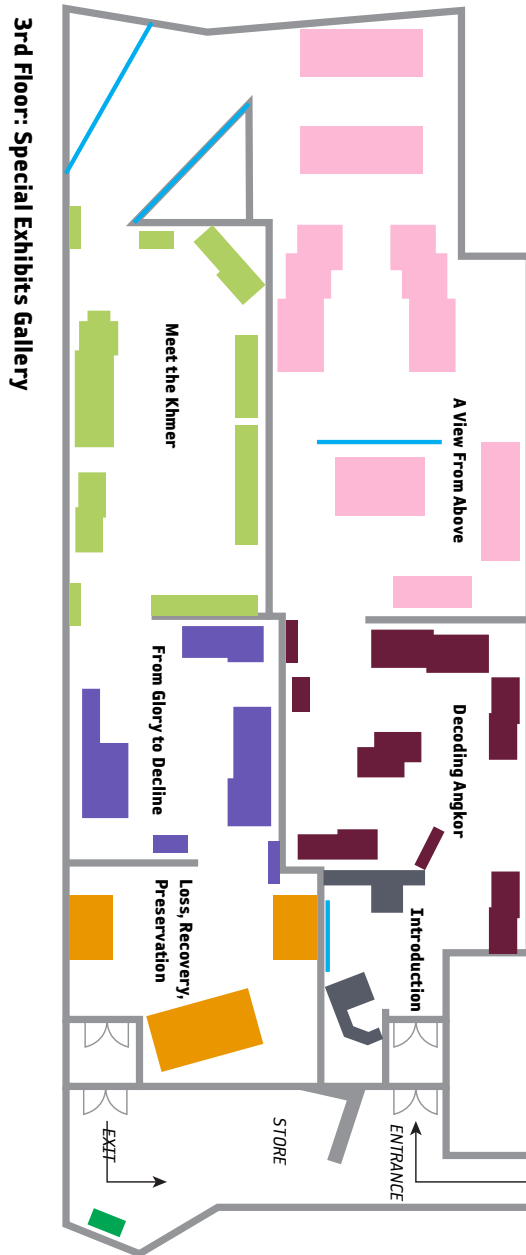 3rd Floor: Special Exhibits Gallery
A View From Above
Meet the Khmer
Decoding Angkor
From Glory to Decline
Introduction
Loss, Recovery,
Preservation
ENTRANCE
STORE
EXIT